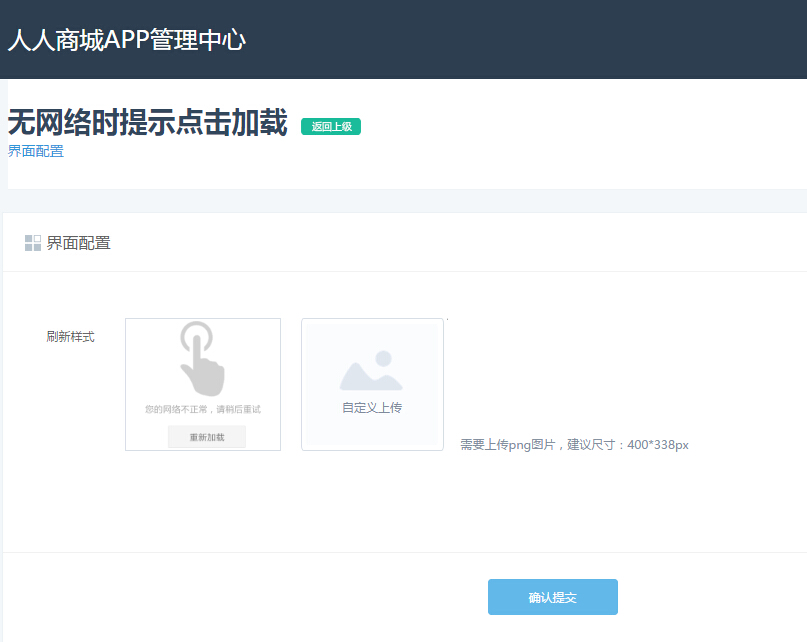 人人商城APP管理中心
无网络时提示点击加载 返回上级
界面配置
界面配置
刷新样式
您的网络不正常，请稍后重试
重新加载
自定义上传
需要上传png图片，建议尺寸：400*338px
确认提交